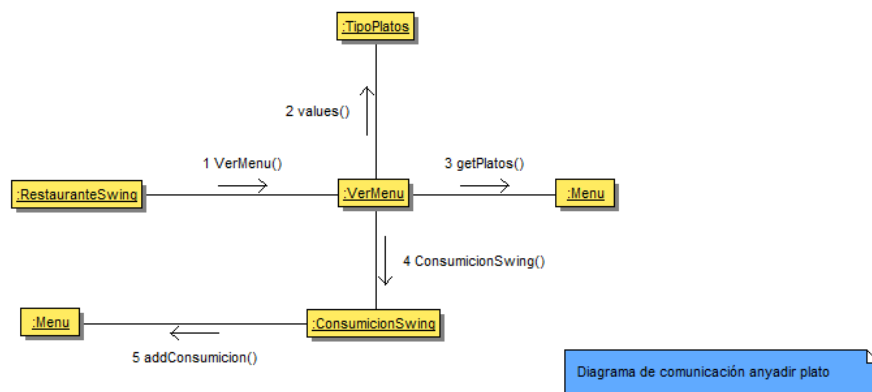 :TipoPlatos
2 values()
1 VerMenu()
3 getPlatos()
:RestauranteSwing
:VerMenu
:Menu
4 ConsumicionSwing()
:Menu
:ConsumicionSwing
5 addConsumicion()
Diagrama de comunicación anyadir plato